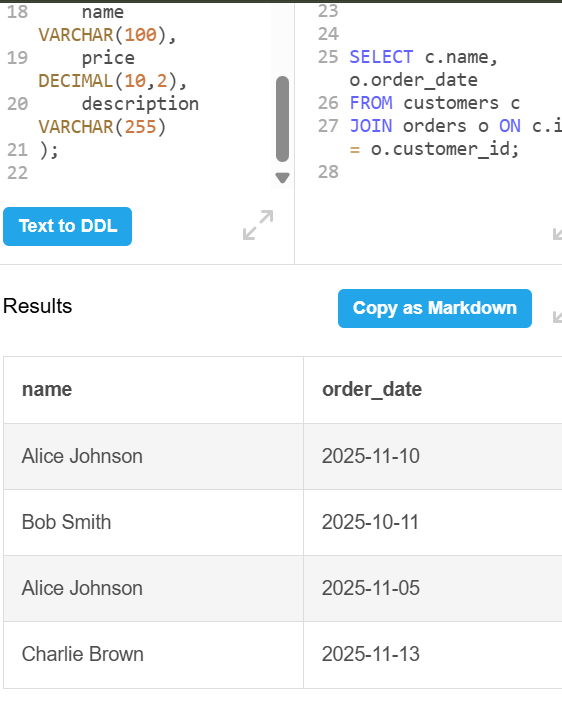 18 name
VARCHAR(100),
19 price
DECIMAL(10,2),
20 description
VARCHAR(255)
21 );
22
23
24
25 SELECT c.name,
o.order_date
26 FROM customers c
27 JOIN orders o ON c.i
= o.customer_id;
28
Text to DDL
Results
Copy as Markdown
name order_date
Alice Johnson 2025-11-10
Bob Smith 2025-10-11
Alice Johnson 2025-11-05
Charlie Brown 2025-11-13